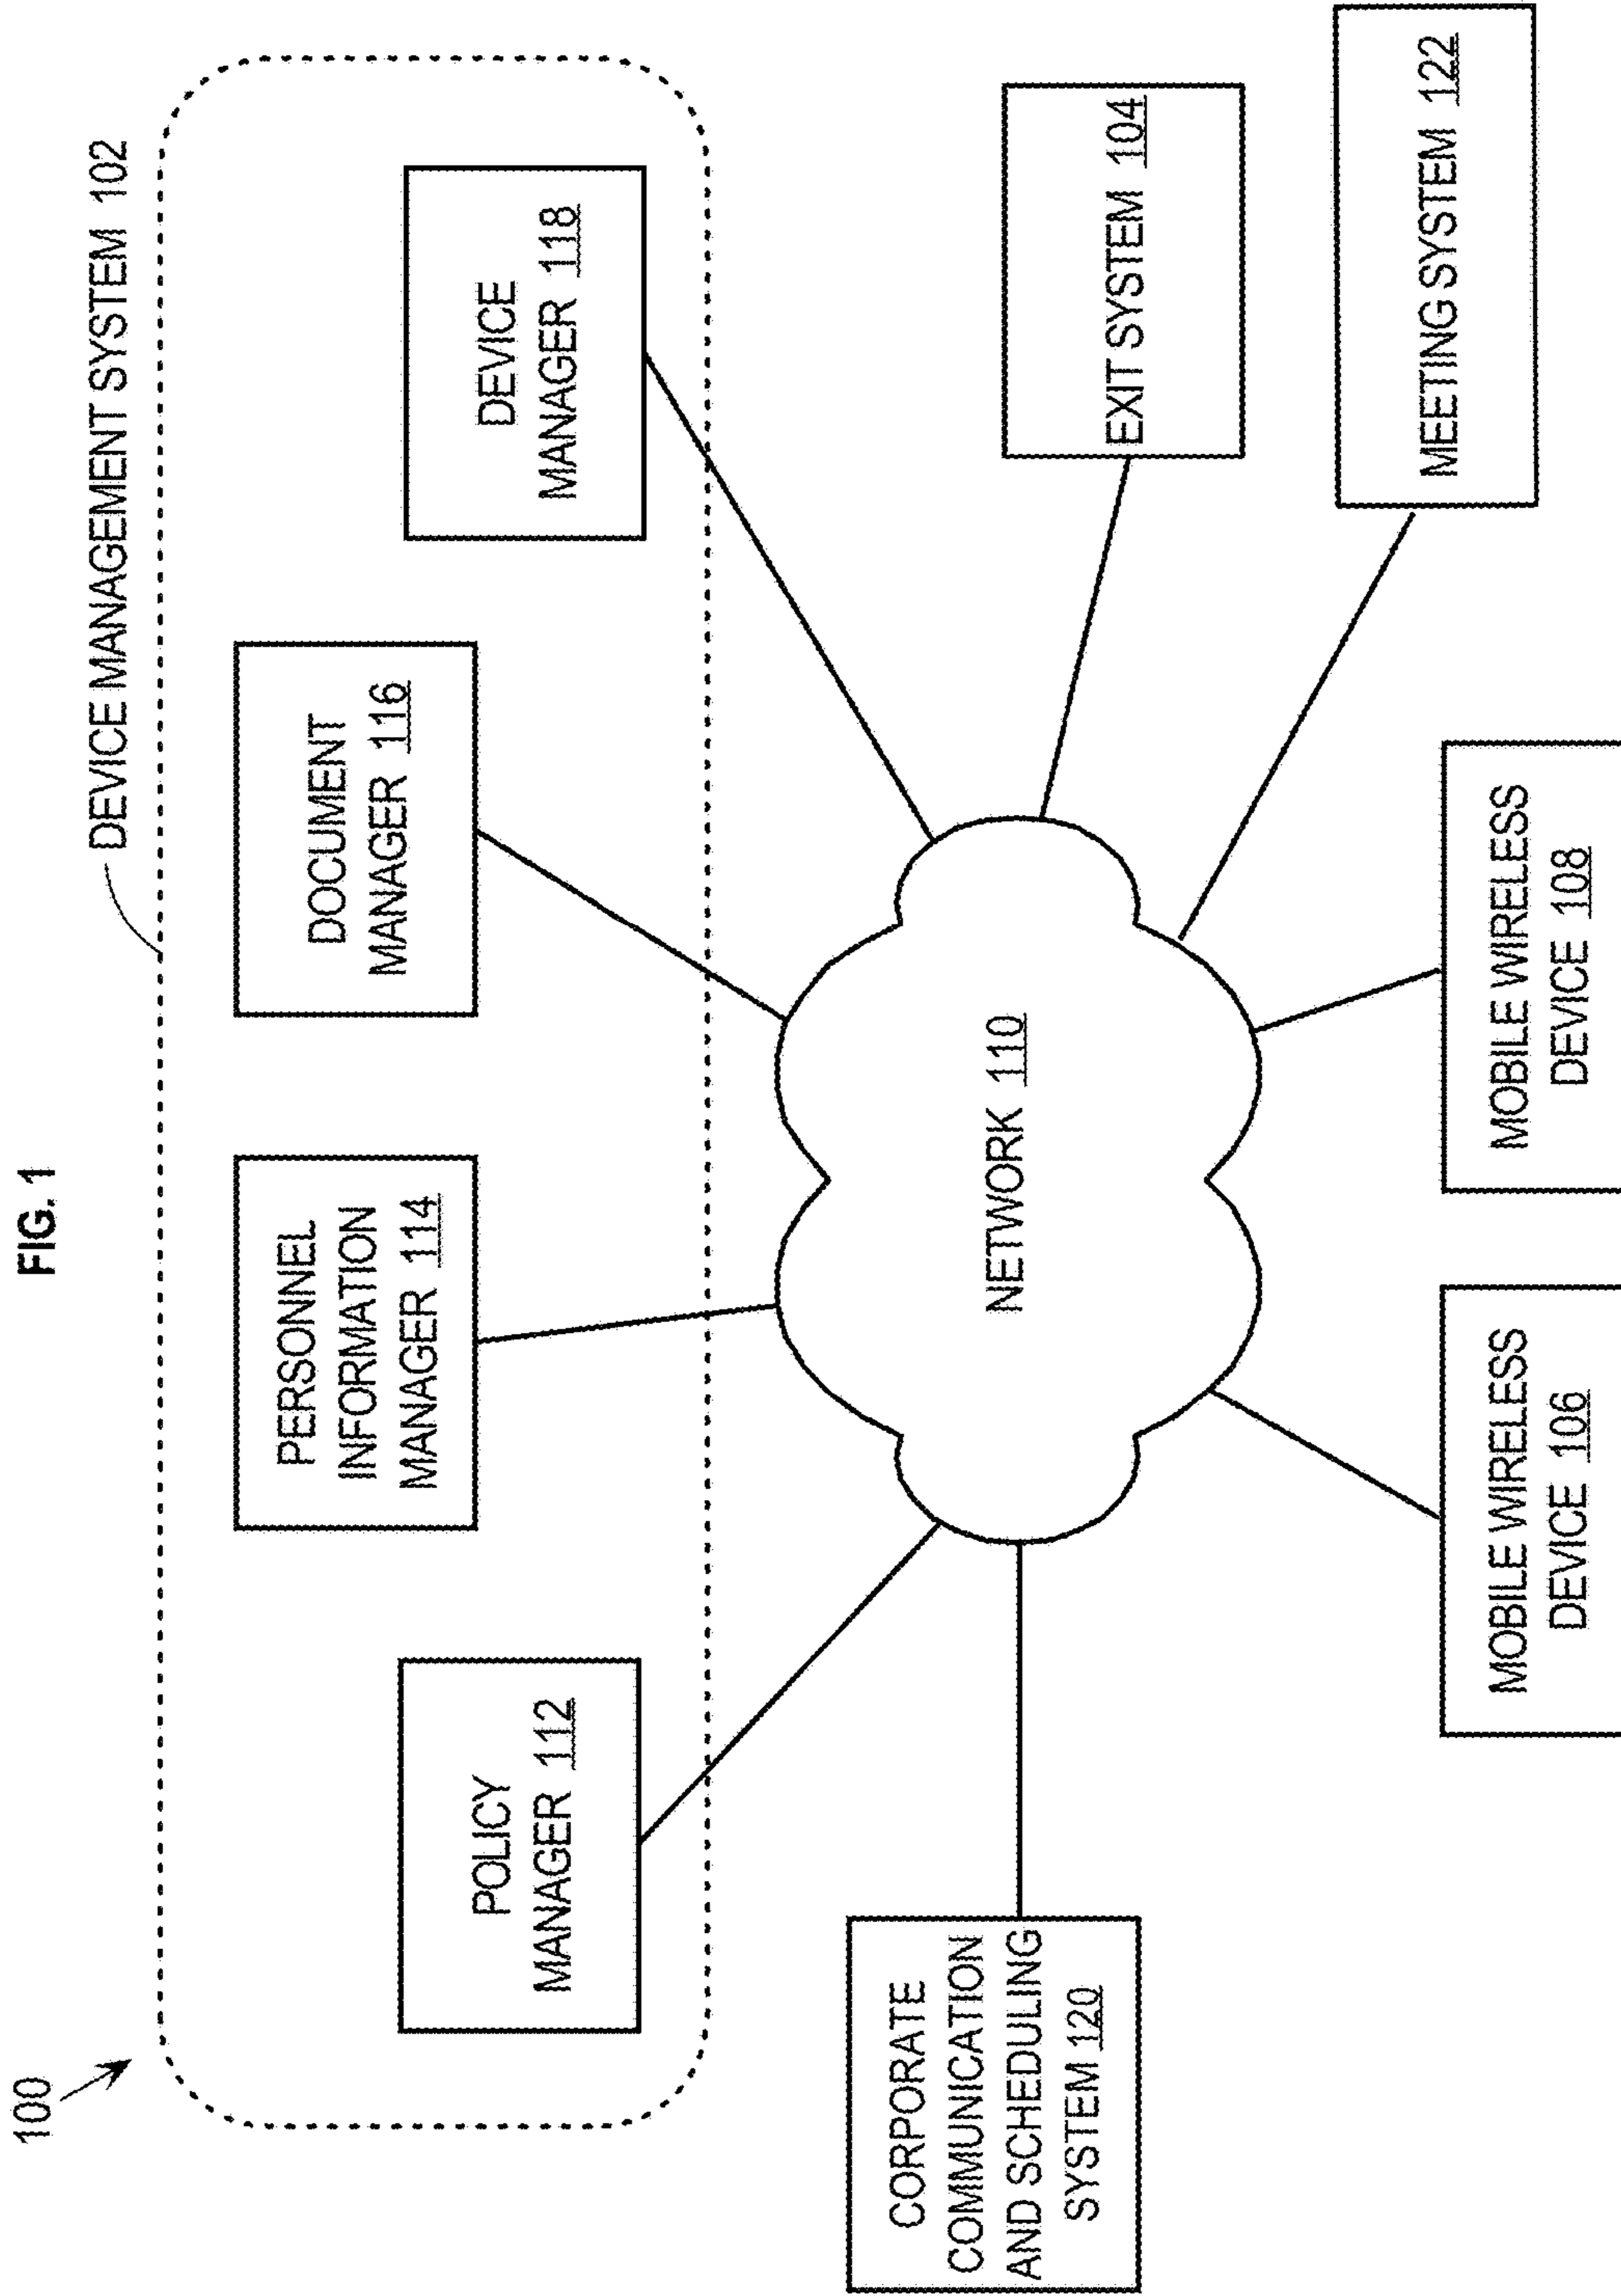 FIG. 1
100
DEVICE MANAGEMENT SYSTEM 102
POLICY
MANAGER 112
PERSONNEL
INFORMATION
MANAGER 114
DOCUMENT
MANAGER 116
DEVICE
MANAGER 118
CORPORATE
COMMUNICATION
AND SCHEDULING
SYSTEM 120
NETWORK 110
EXIT SYSTEM 104
MEETING SYSTEM 122
MOBILE WIRELESS
DEVICE 106
MOBILE WIRELESS
DEVICE 108